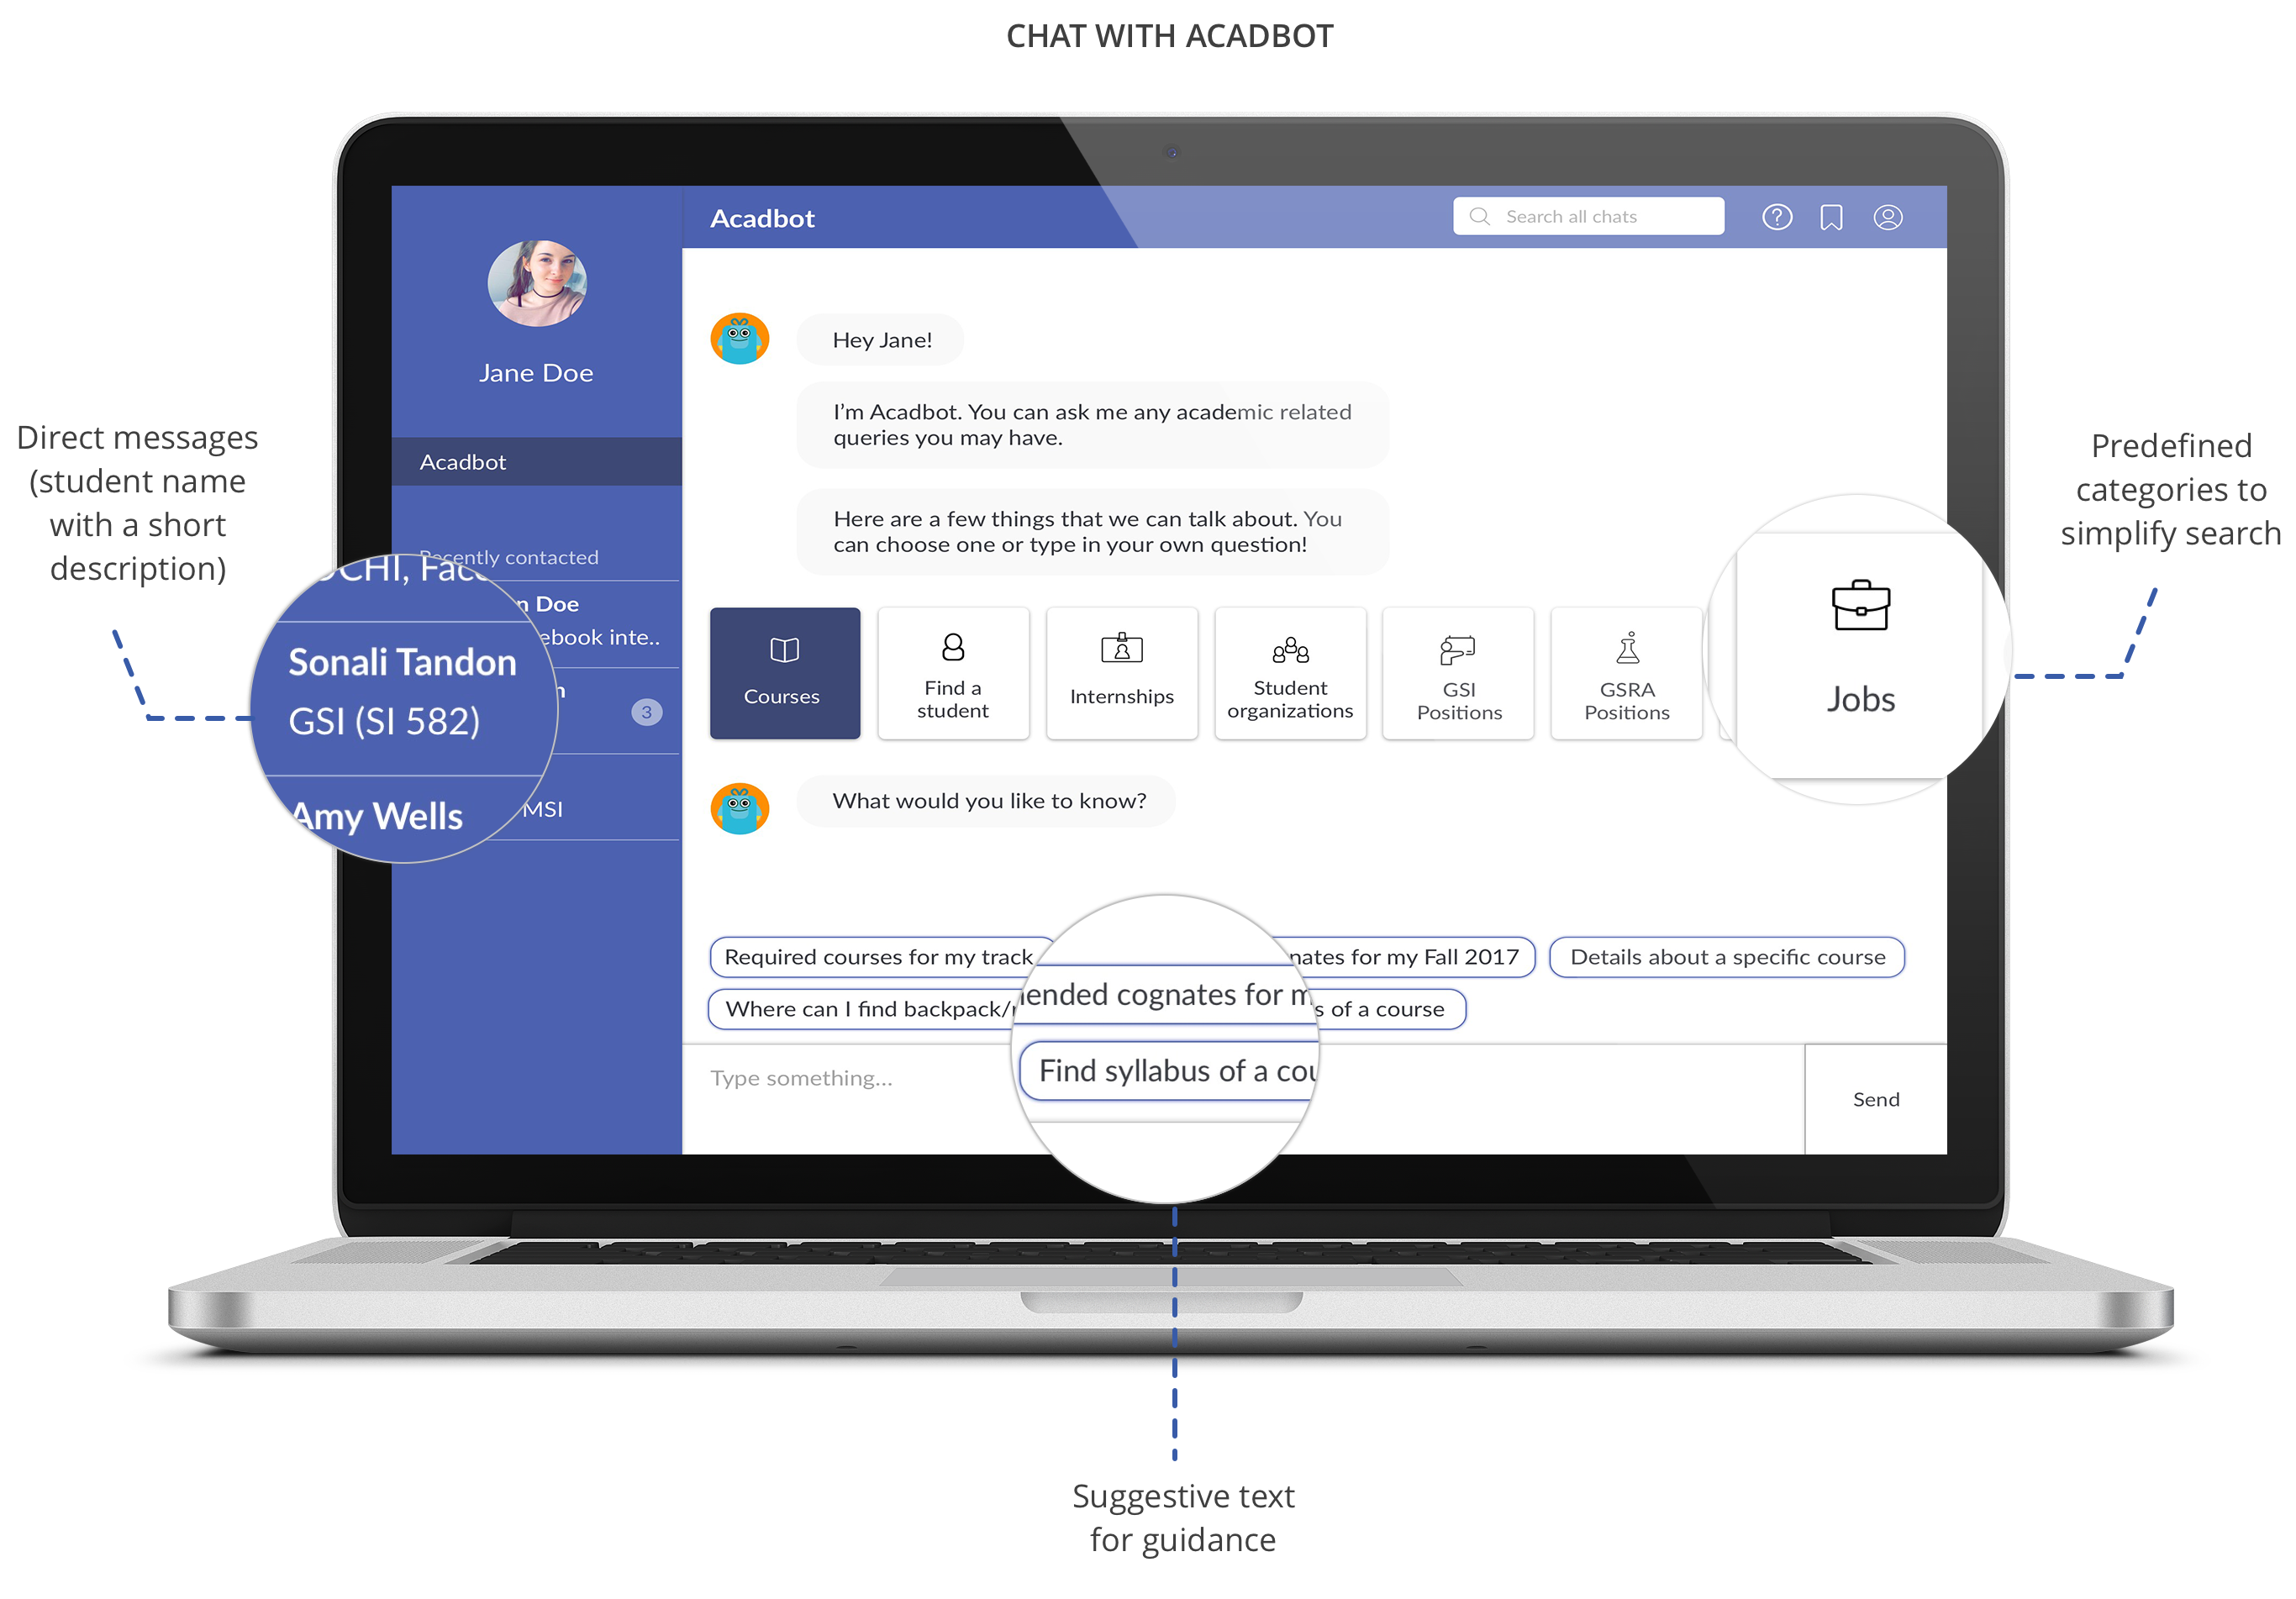 CHAT WITH ACADBOT
Acadbot
Search all chats
Jane Doe
Acadbot
Recently contacted
Doe
inte..
3
MSI
Direct messages
(student name
with a short
description)
Sonali Tandon
GSI (SI 582)
Amy Wells
Hey Jane!
I'm Acadbot. You can ask me any academic related
queries you may have.
Here are a few things that we can talk about. You
can choose one or type in your own question!
Courses
Find a
student
Internships
Student
organizations
GSI
Positions
GSRA
Positions
Jobs
Predefined
categories to
simplify search
What would you like to know?
Required courses for my track
for my Fall 2017
Details about a specific course
Where can I find backpack/
of a course
cognates for
Find syllabus of a
Type something...
Send
Suggestive text
for guidance